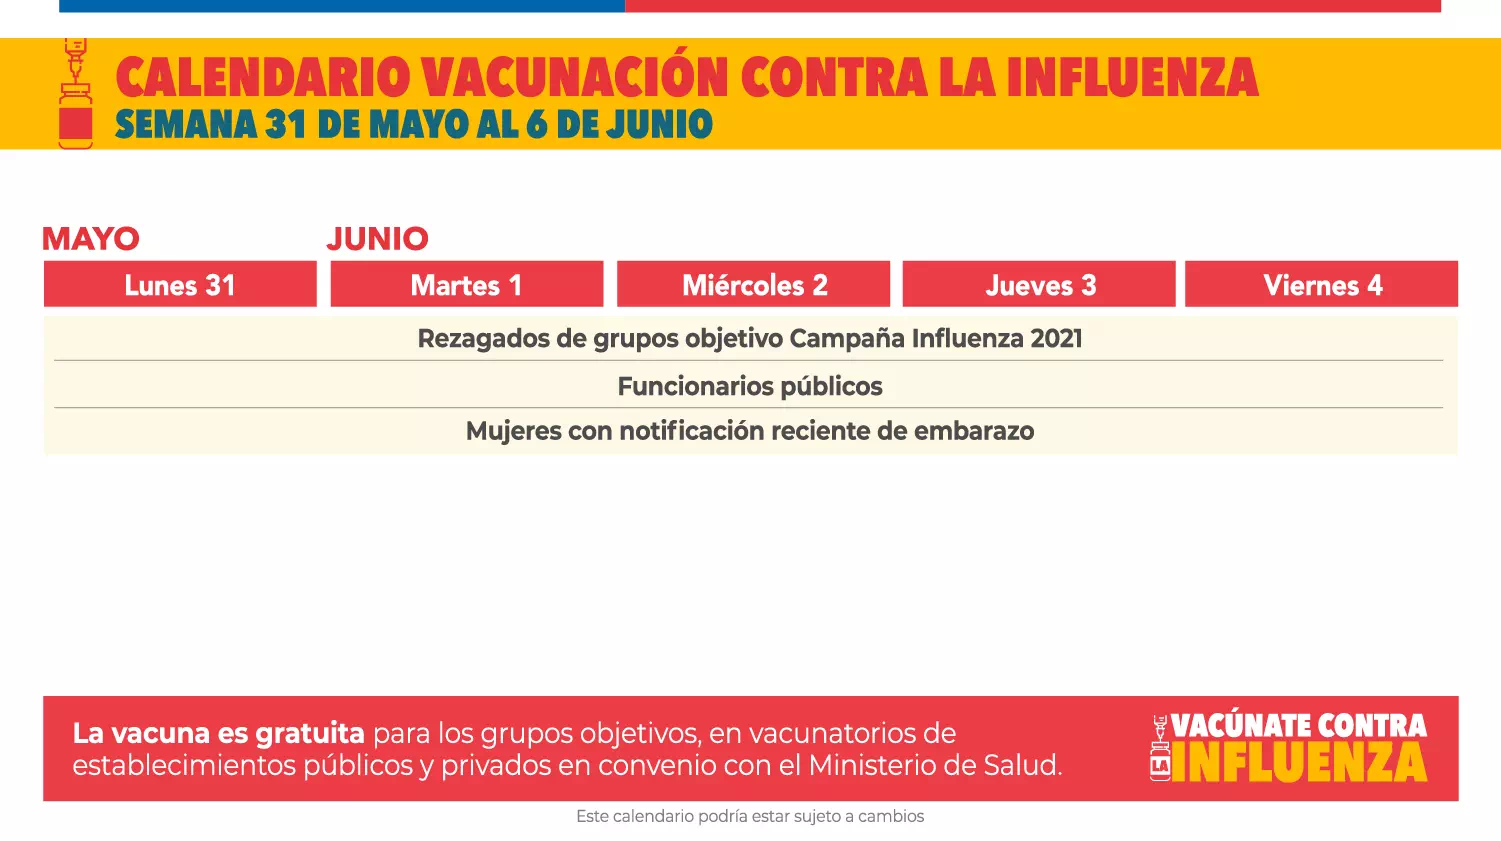 CALENDARIO VACUNACIÓN CONTRA LA INFLUENZA
SEMANA 31 DE MAYO AL 6 DE JUNIO
MAYO
JUNIO
Lunes 31
Martes 1
Miércoles 2
Jueves 3
Viernes 4
Rezagados de grupos objetivo Campaña Influenza 2021
Funcionarios públicos
Mujeres con notificación reciente de embarazo
La vacuna es gratuita para los grupos objetivos, en vacunatorios de
establecimientos públicos y privados en convenio con el Ministerio de Salud.
VACÚNATE CONTRA
LA INFLUENZA
Este calendario podría estar sujeto a cambios